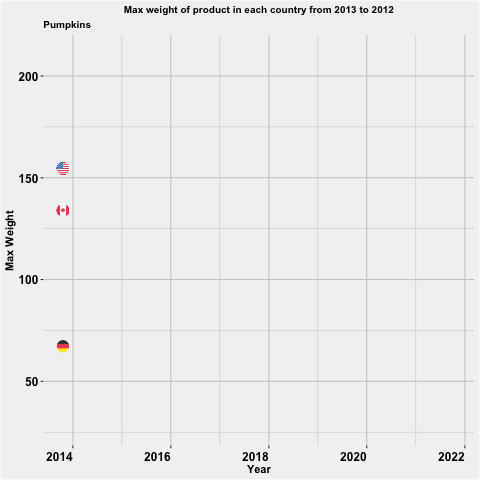 Max weight of product in each country from 2013 to 2012
Pumpkins
200
150
100
50
Max Weight
2014 2016 2018 2020 2022
Year